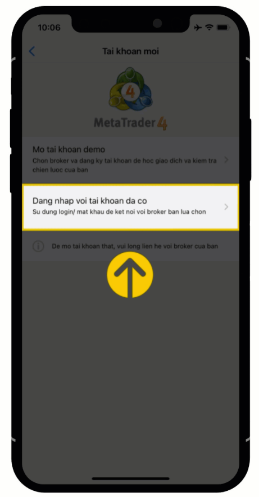 10:06
Tai khoan moi
4
MetaTrader 4
Mo tai khoan demo
Chon broker va dang ky tai khoan de hoc giao dich va kiem tra
chien luoc cua ban
Dang nhap voi tai khoan da co
Su dung login/ mat khau de ket noi voi broker ban lua chon
De mo tai khoan that, vui long lien he voi broker cua ban